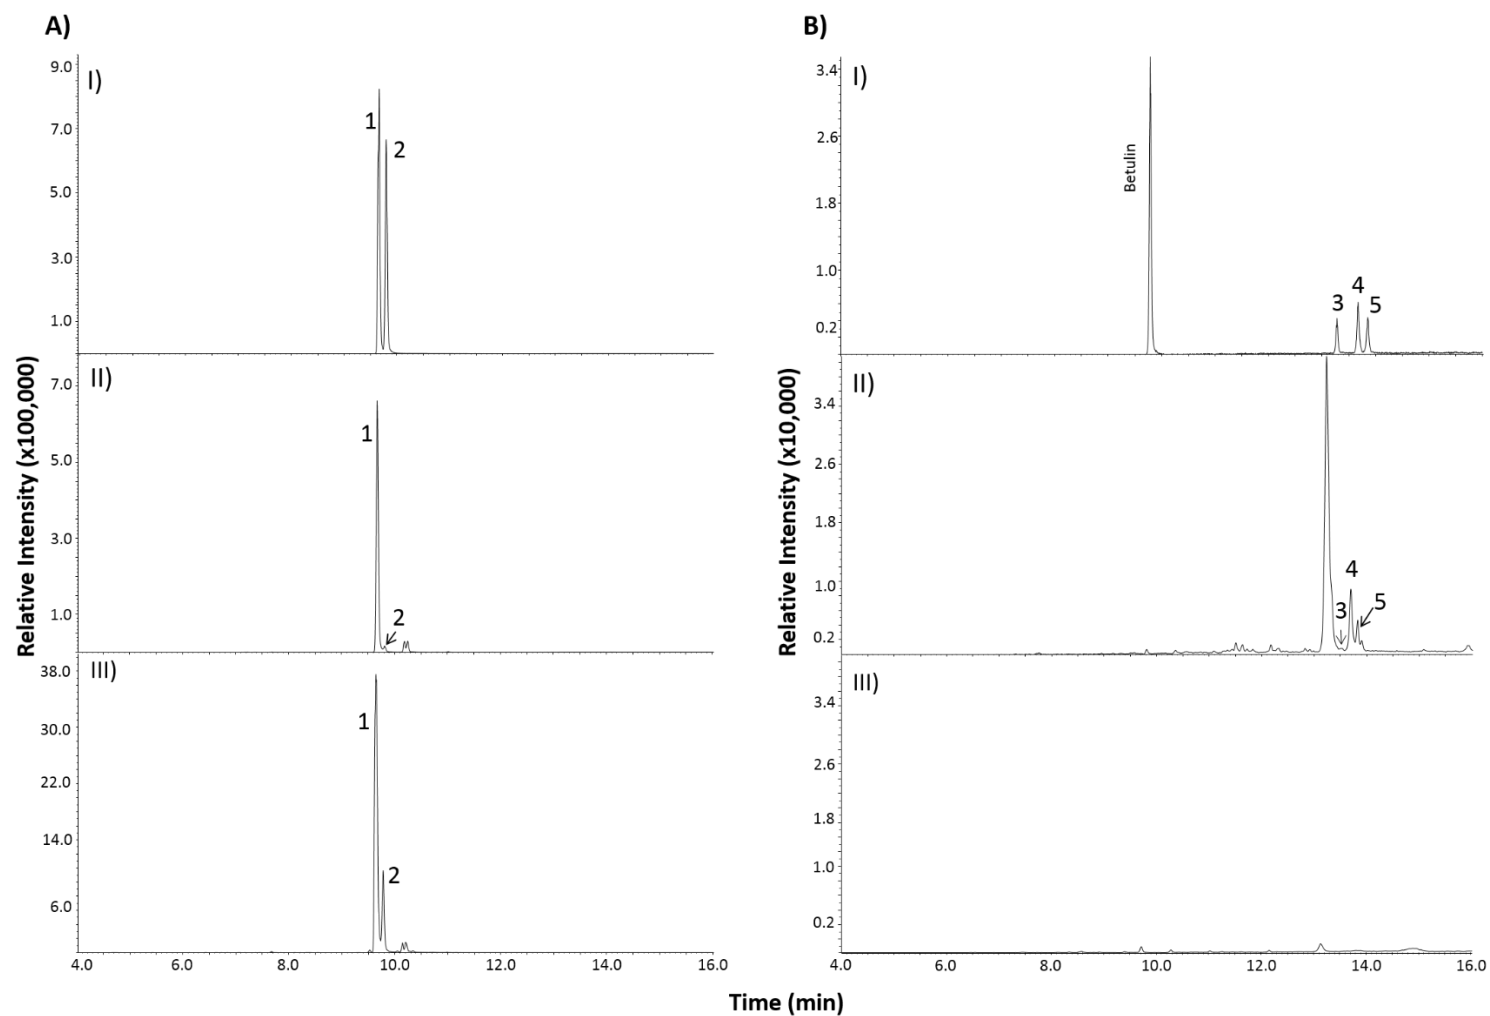 A)
I)
9.0
7.0
5.0
3.0
1.0
1
2
II)
7.0
5.0
3.0
1.0
1
2
III)
38.0
30.0
22.0
14.0
6.0
1
2
4.0 6.0 8.0 10.0 12.0 14.0 16.0
Relative Intensity (x100,000)
B)
I)
3.4
2.6
1.8
1.0
0.2
Betulin
3
4
5
II)
3.4
2.6
1.8
1.0
0.2
3
4
5
III)
3.4
2.6
1.8
1.0
0.2
4.0 6.0 8.0 10.0 12.0 14.0 16.0
Relative Intensity (x10,000)
Time (min)